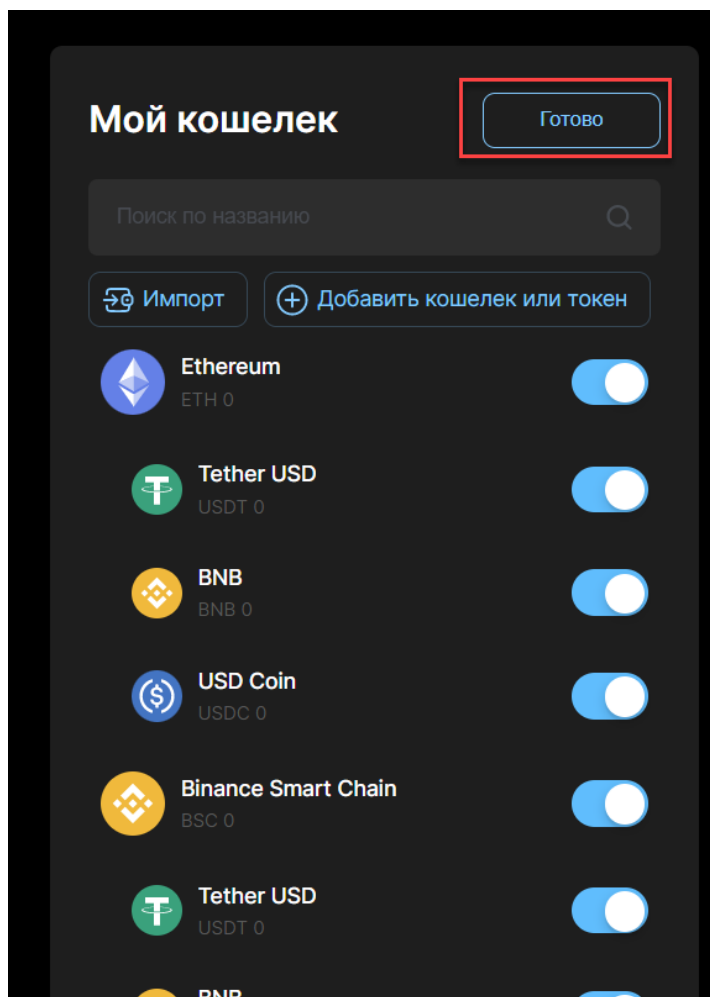 Мой кошелек
Готово
Поиск по названию
Импорт
Добавить кошелек или токен
Ethereum
ETH 0
Tether USD
USDT 0
BNB
BNB 0
USD Coin
USDC 0
Binance Smart Chain
BSC 0
Tether USD
USDT 0
BNB